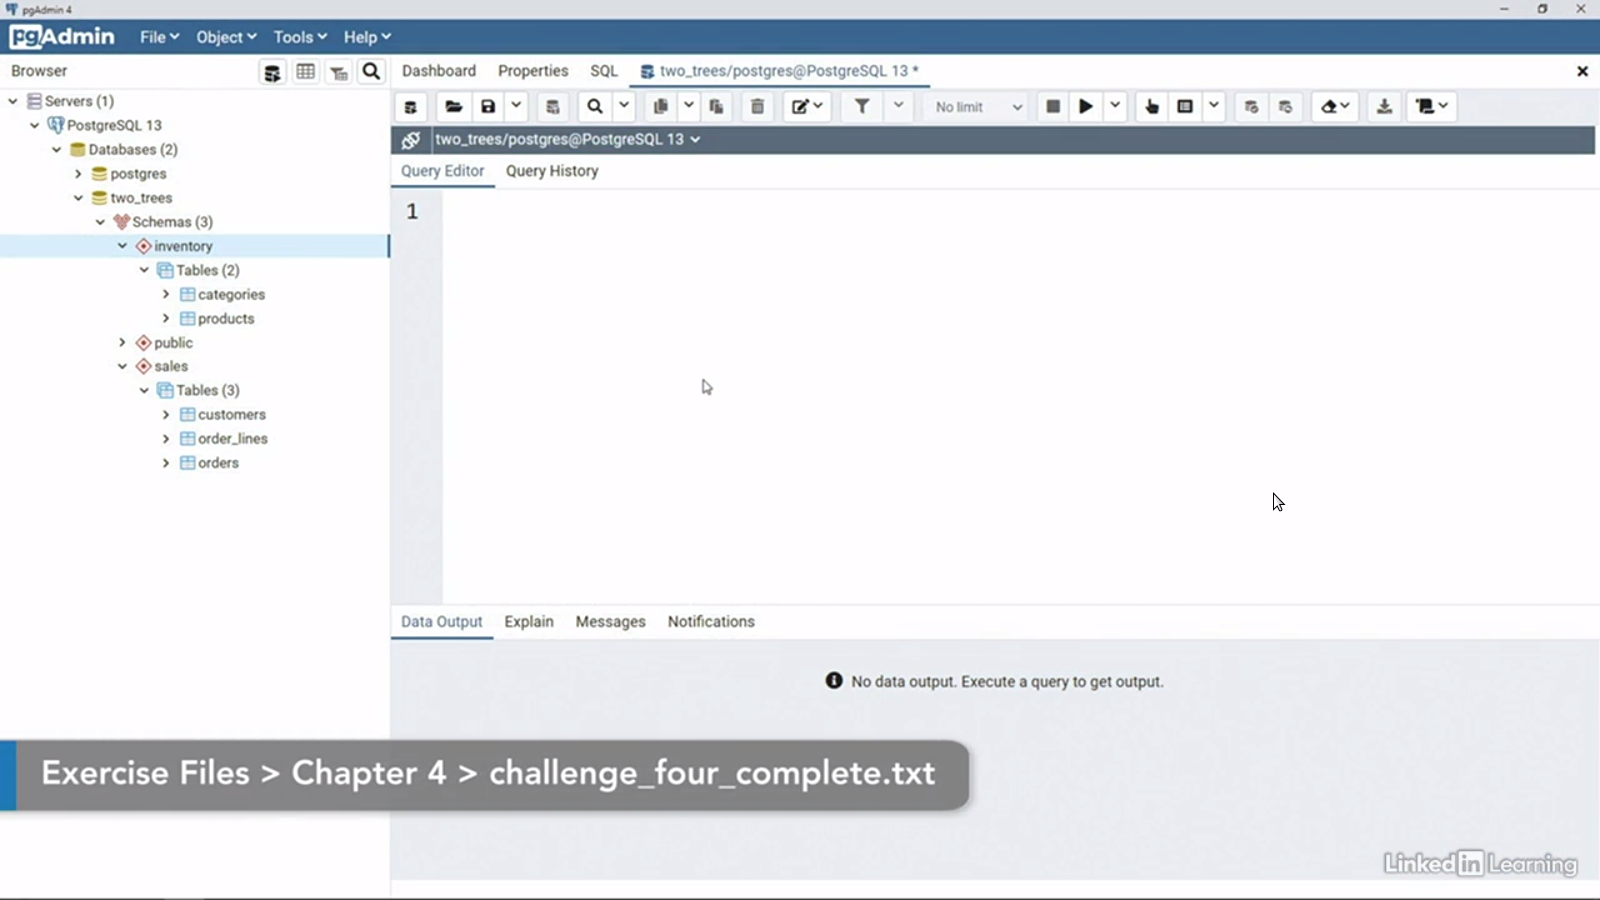 pgAdmin 4
pgAdmin File Object Tools Help
Browser
Dashboard Properties SQL two_trees/postgres@PostgreSQL 13 *
No limit
two_trees/postgres@PostgreSQL 13
Query Editor Query History
1
Servers (1)
PostgreSQL 13
Databases (2)
postgres
two_trees
Schemas (3)
inventory
Tables (2)
categories
products
public
sales
Tables (3)
customers
order_lines
orders
Data Output Explain Messages Notifications
No data output. Execute a query to get output.
Exercise Files > Chapter 4 > challenge_four_complete.txt
Linked in Learning